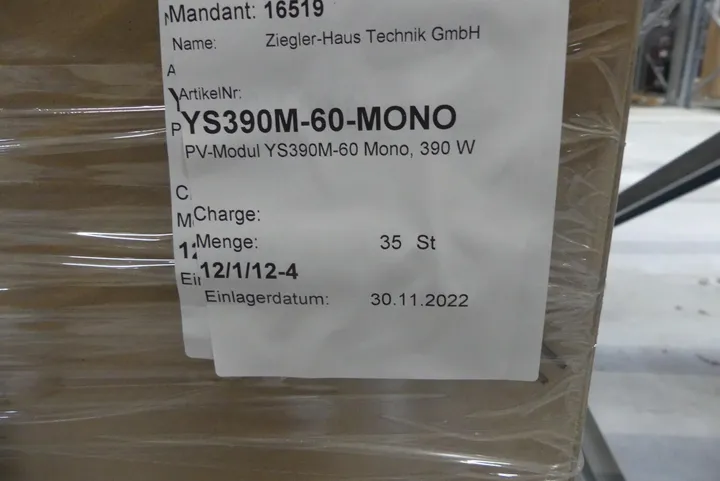 Mandant: 16519
Name: Ziegler-Haus Technik GmbH
ArtikelNr:
YS390M-60-MONO
PV-Modul YS390M-60 Mono, 390 W
Charge:
Menge: 35 St
12/1/12-4
Einlagerdatum: 30.11.2022